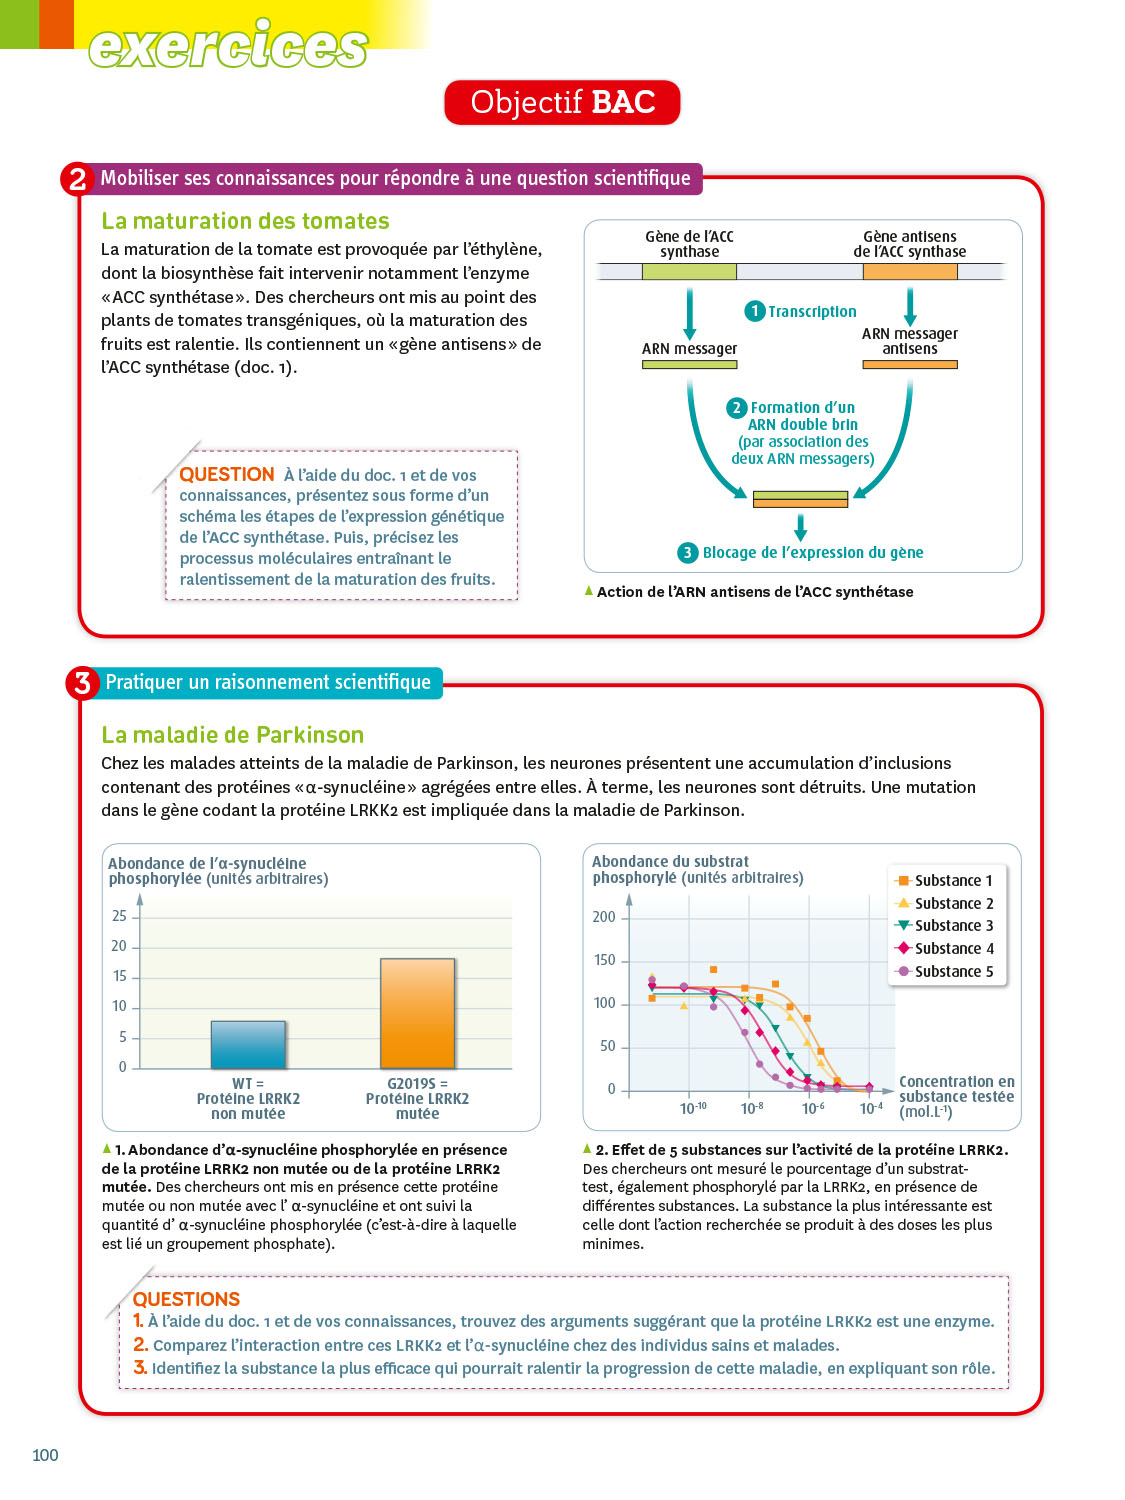 exercices
Objectif BAC
2 Mobiliser ses connaissances pour répondre à une question scientifique
La maturation des tomates
La maturation de la tomate est provoquée par l'éthylène,
dont la biosynthèse fait intervenir notamment l'enzyme
«ACC synthétase». Des chercheurs ont mis au point des
plants de tomates transgéniques, où la maturation des
fruits est ralentie. Ils contiennent un «gène antisens» de
l'ACC synthétase (doc. 1).
QUESTION À l'aide du doc. 1 et de vos
connaissances, présentez sous forme d'un
schéma les étapes de l'expression génétique
de l'ACC synthétase. Puis, précisez les
processus moléculaires entraînant le
ralentissement de la maturation des fruits.
Gène de l'ACC
synthase
Gène antisens
de l'ACC synthase
1 Transcription
ARN messager
ARN messager
antisens
2 Formation d'un
ARN double brin
(par association des
deux ARN messagers)
3 Blocage de l'expression du gène
Action de l'ARN antisens de l'ACC synthétase
3 Pratiquer un raisonnement scientifique
La maladie de Parkinson
Chez les malades atteints de la maladie de Parkinson, les neurones présentent une accumulation d'inclusions
contenant des protéines «α-synucléine» agrégées entre elles. À terme, les neurones sont détruits. Une mutation
dans le gène codant la protéine LRKK2 est impliquée dans la maladie de Parkinson.
Abondance de l'α-synucléine
phosphorylée (unités arbitraires)
25
20
15
10
5
0
WT =
Protéine LRRK2
non mutée
G2019S =
Protéine LRRK2
mutée
1. Abondance d'α-synucléine phosphorylée en présence
de la protéine LRRK2 non mutée ou de la protéine LRRK2
mutée. Des chercheurs ont mis en présence cette protéine
mutée ou non mutée avec l' α-synucléine et ont suivi la
quantité d' α-synucléine phosphorylée (c'est-à-dire à laquelle
est lié un groupement phosphate).
Abondance du substrat
phosphorylé (unités arbitraires)
200
150
100
50
0
10⁻¹⁰ 10⁻⁸ 10⁻⁶ 10⁻⁴
Substance 1
Substance 2
Substance 3
Substance 4
Substance 5
Concentration en
substance testée
(mol.L⁻¹)
2. Effet de 5 substances sur l'activité de la protéine LRRK2.
Des chercheurs ont mesuré le pourcentage d'un substrat-
test, également phosphorylé par la LRRK2, en présence de
différentes substances. La substance la plus intéressante est
celle dont l'action recherchée se produit à des doses les plus
minimes.
QUESTIONS
1. À l'aide du doc. 1 et de vos connaissances, trouvez des arguments suggérant que la protéine LRKK2 est une enzyme.
2. Comparez l'interaction entre ces LRKK2 et l'α-synucléine chez des individus sains et malades.
3. Identifiez la substance la plus efficace qui pourrait ralentir la progression de cette maladie, en expliquant son rôle.
100